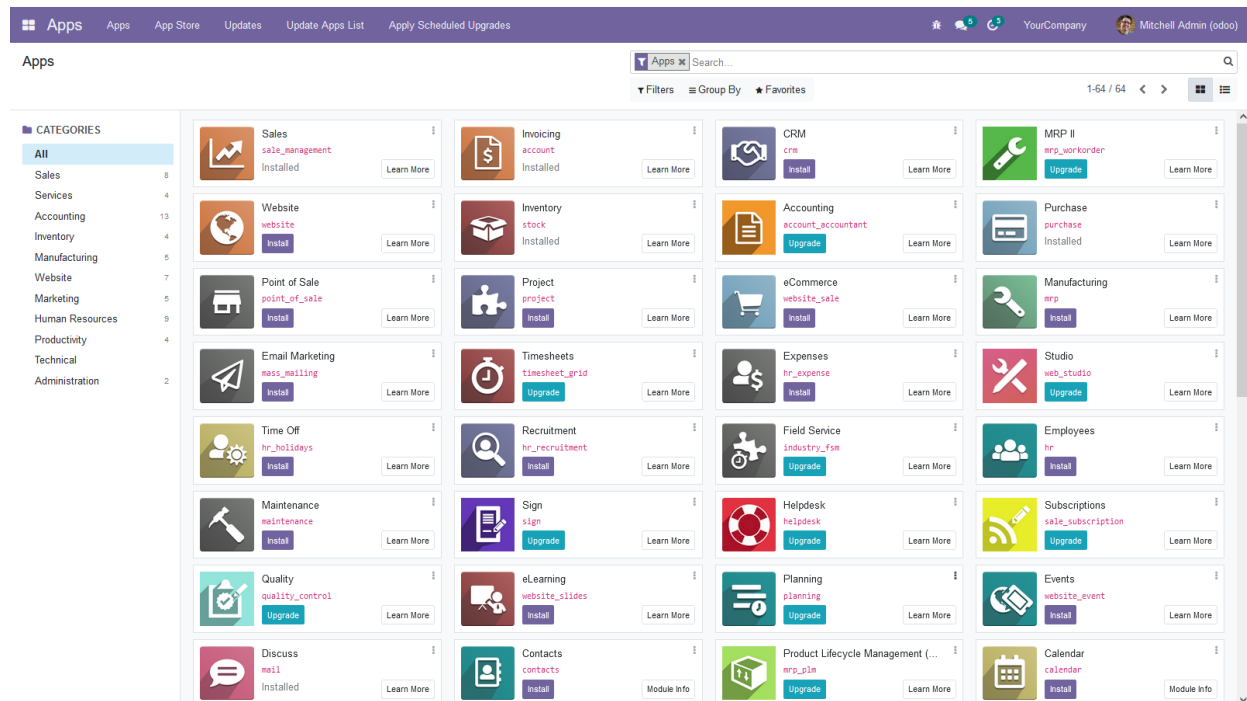 Apps Apps App Store Updates Update Apps List Apply Scheduled Upgrades 5 5 YourCompany Mitchell Admin (odoo)
Apps
Apps Search...
Filters Group By Favorites 1-64 / 64
CATEGORIES
All
Sales 8
Services 4
Accounting 13
Inventory 4
Manufacturing 5
Website 7
Marketing 5
Human Resources 9
Productivity 4
Technical
Administration 2
Sales
sale_management
Installed Learn More
Invoicing
account
Installed Learn More
CRM
crm
Install Learn More
MRP II
mrp_workorder
Upgrade Learn More
Website
website
Install Learn More
Inventory
stock
Installed Learn More
Accounting
account_accountant
Upgrade Learn More
Purchase
purchase
Installed Learn More
Point of Sale
point_of_sale
Install Learn More
Project
project
Install Learn More
eCommerce
website_sale
Install Learn More
Manufacturing
mrp
Install Learn More
Email Marketing
mass_mailing
Install Learn More
Timesheets
timesheet_grid
Upgrade Learn More
Expenses
hr_expense
Install Learn More
Studio
web_studio
Upgrade Learn More
Time Off
hr_holidays
Install Learn More
Recruitment
hr_recruitment
Install Learn More
Field Service
industry_fsm
Upgrade Learn More
Employees
hr
Install Learn More
Maintenance
maintenance
Install Learn More
Sign
sign
Upgrade Learn More
Helpdesk
helpdesk
Upgrade Learn More
Subscriptions
sale_subscription
Upgrade Learn More
Quality
quality_control
Upgrade Learn More
eLearning
website_slides
Install Learn More
Planning
planning
Upgrade Learn More
Events
website_event
Install Learn More
Discuss
mail
Installed Learn More
Contacts
contacts
Install Module Info
Product Lifecycle Management (...
mrp_plm
Upgrade Learn More
Calendar
calendar
Install Module Info